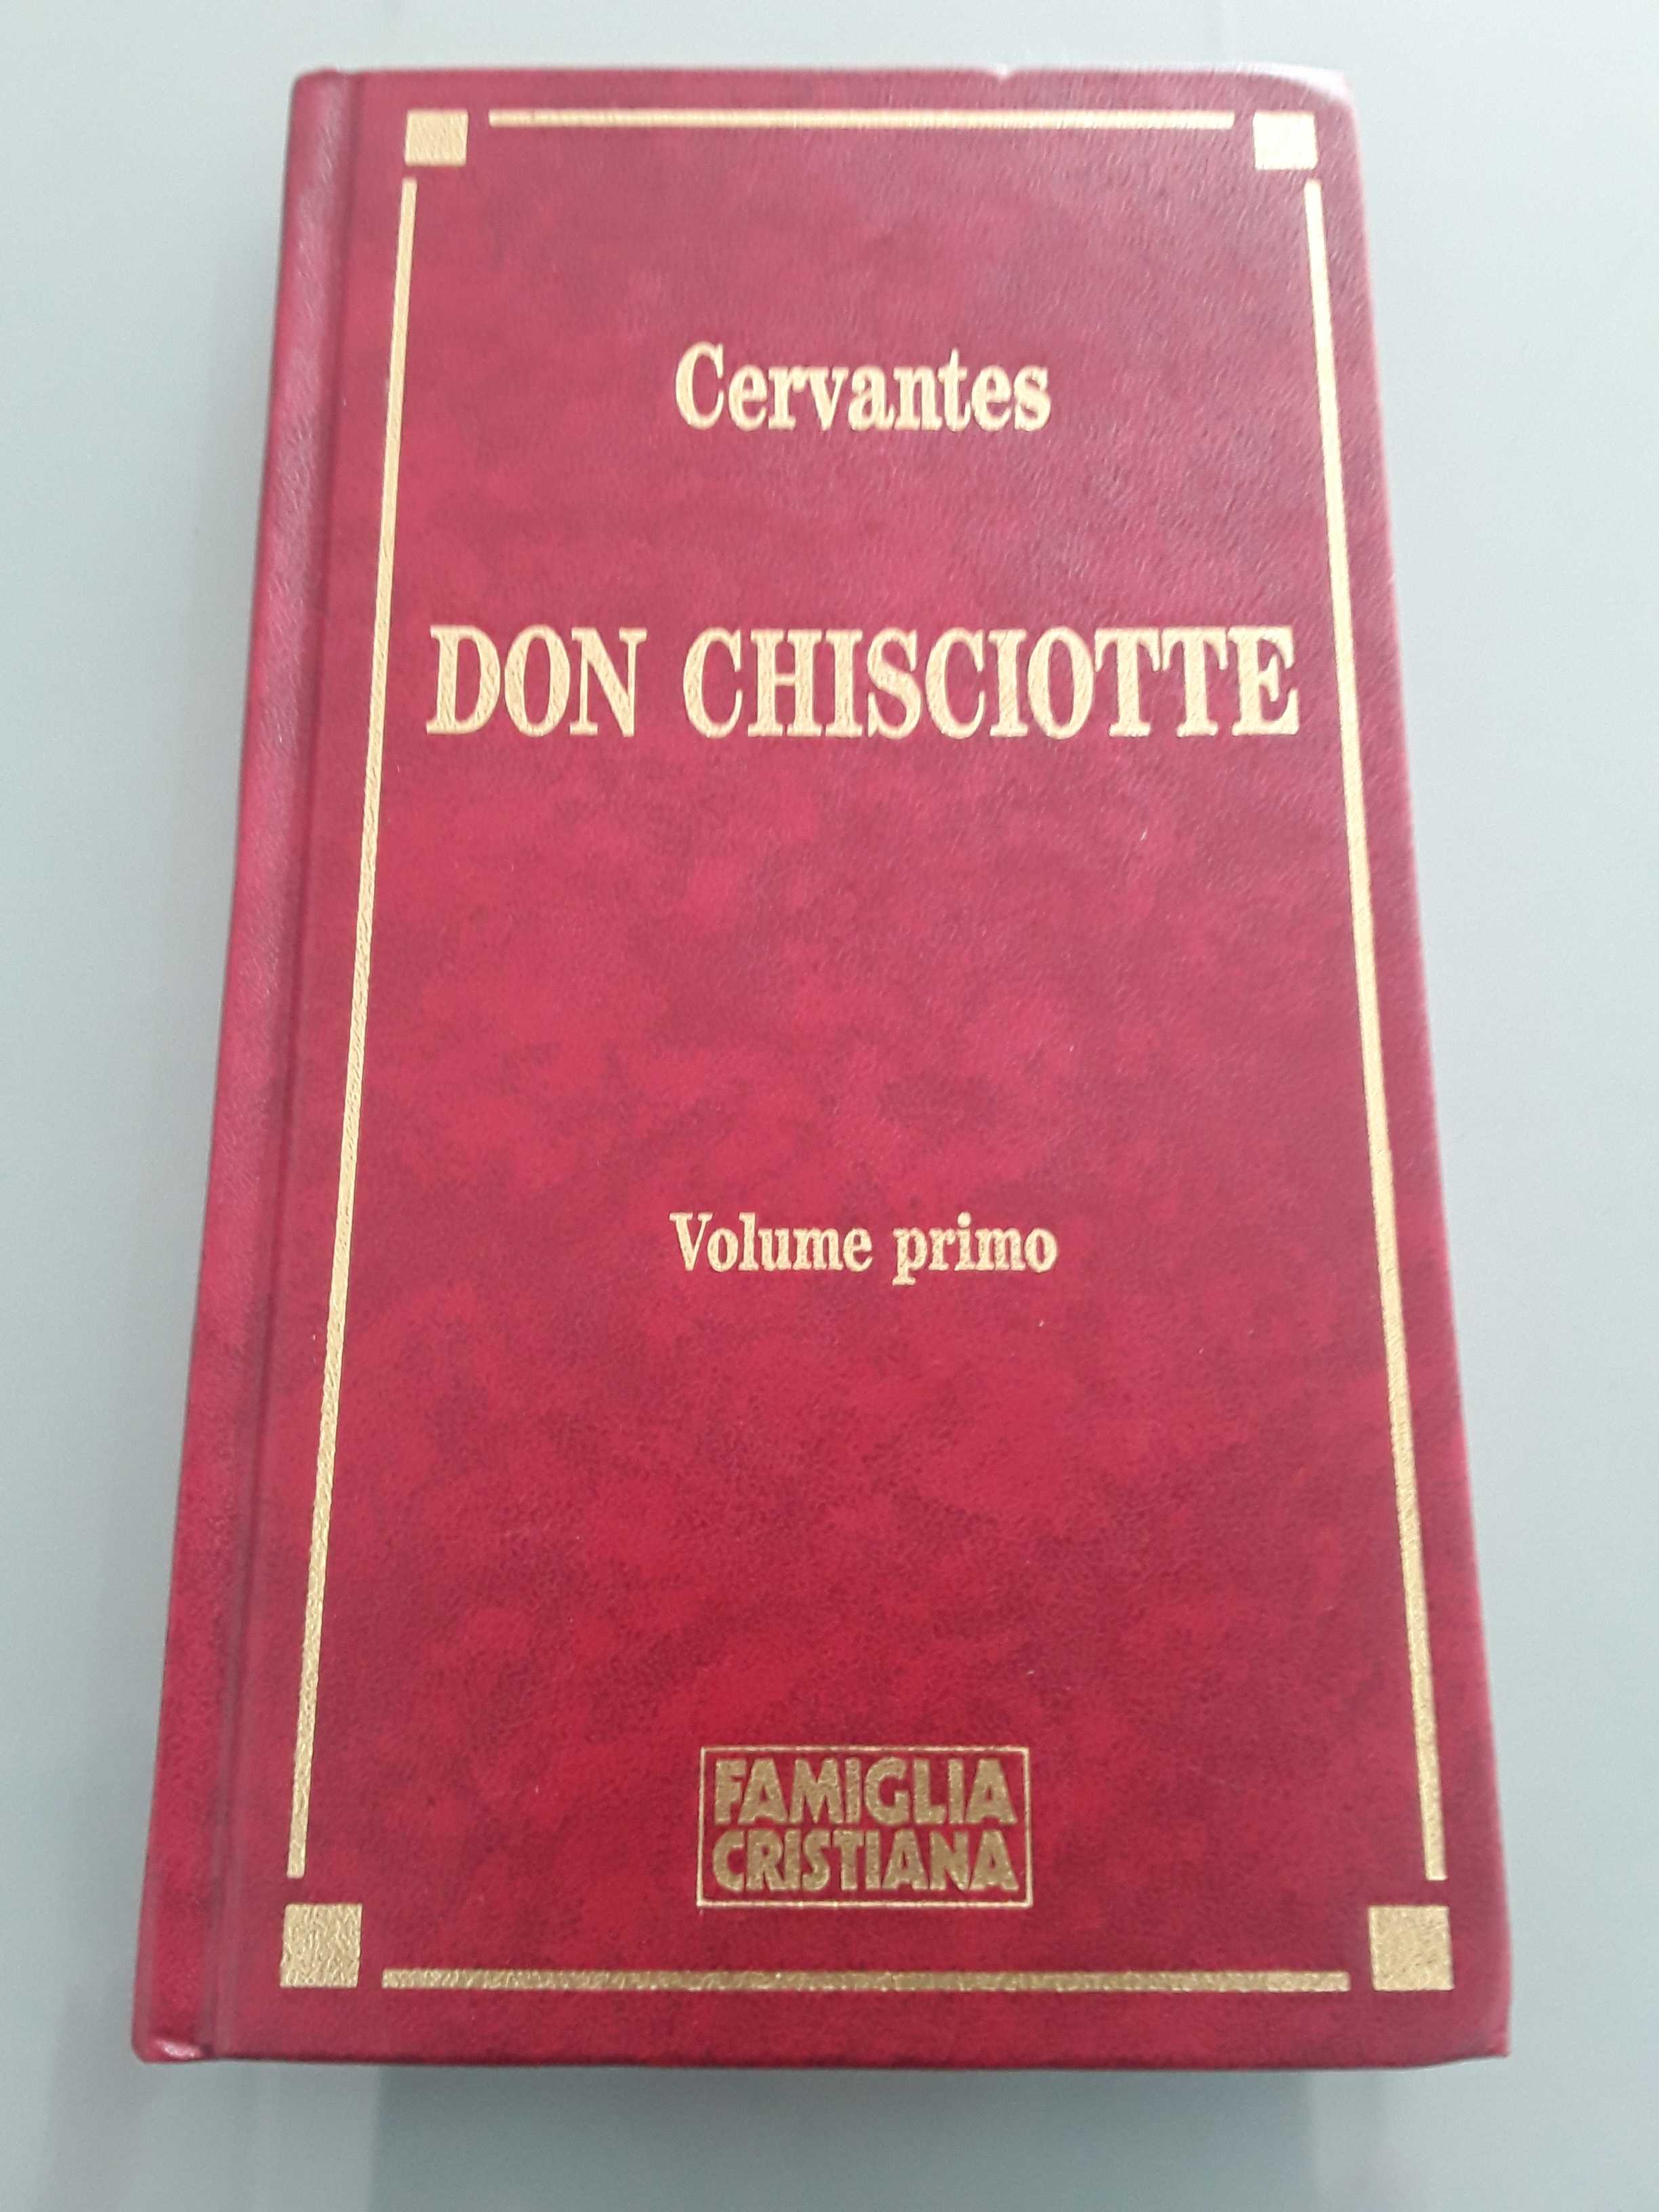 Cervantes
DON CHISCIOTTE
Volume primo
FAMIGLIA
CRISTIANA